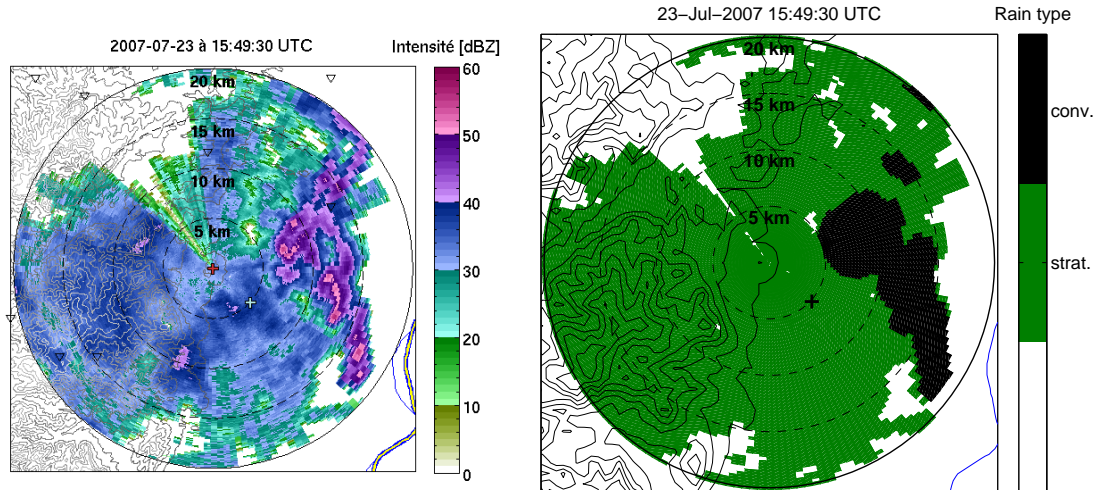 2007-07-23 à 15:49:30 UTC
Intensité [dBZ]
20 km
15 km
10 km
5 km
60
50
40
30
20
10
0
23–Jul–2007 15:49:30 UTC
Rain type
20 km
15 km
10 km
5 km
conv.
strat.